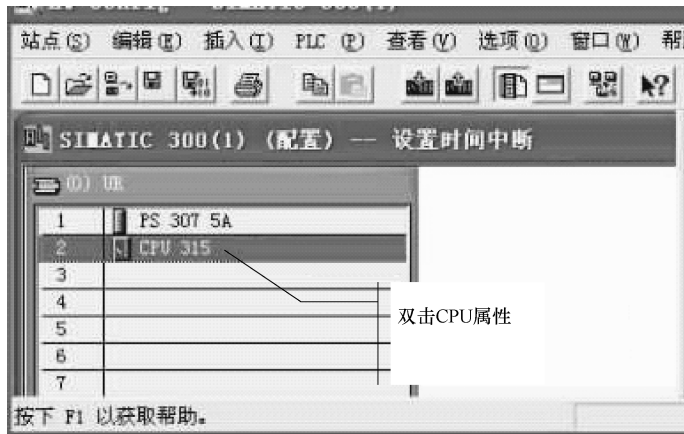 站点(S) 编辑(E) 插入(I) PLC (P) 查看(V) 选项(O) 窗口(W) 帮
SIMATIC 300(1) (配置) -- 设置时间中断
(0) UR
1 PS 307 5A
2 CPU 315
3
4
双击CPU属性
5
6
7
按下 F1 以获取帮助。